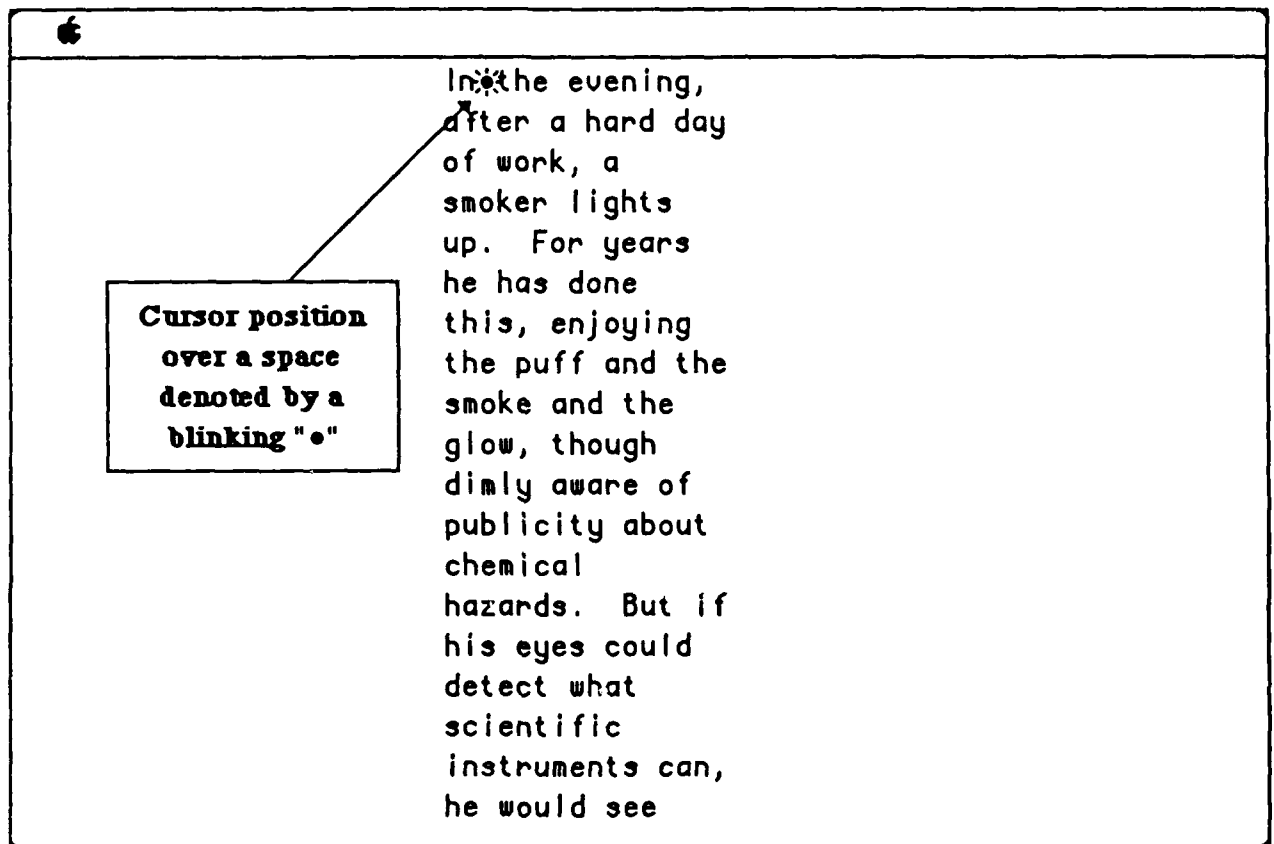 In the evening,
after a hard day
of work, a
smoker lights
up.  For years
he has done
this, enjoying
the puff and the
smoke and the
glow, though
dimly aware of
publicity about
chemical
hazards.  But if
his eyes could
detect what
scientific
instruments can,
he would see
Cursor position
over a space
denoted by a
blinking "●"